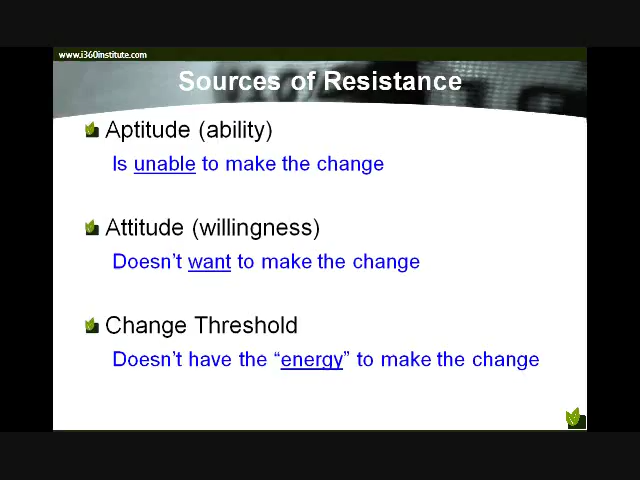 www.i360institute.com
Sources of Resistance
Aptitude (ability)
Is unable to make the change
Attitude (willingness)
Doesn't want to make the change
Change Threshold
Doesn't have the “energy” to make the change